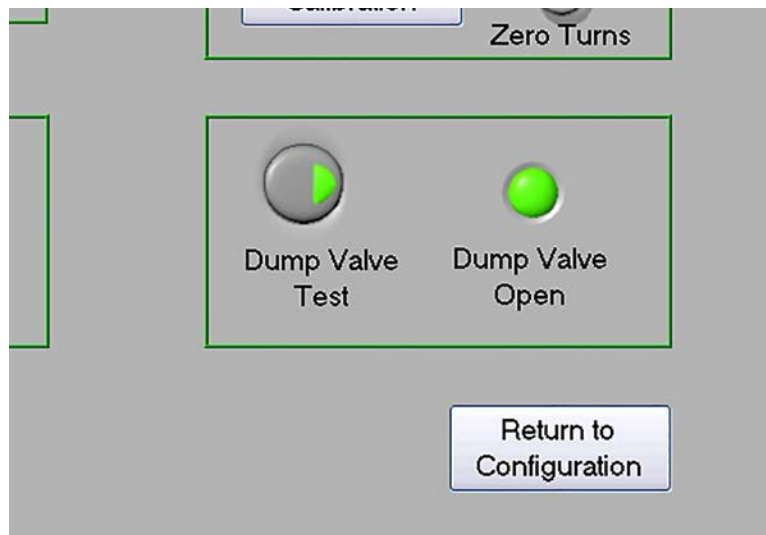 Zero Turns
Dump Valve
Test
Dump Valve
Open
Return to
Configuration